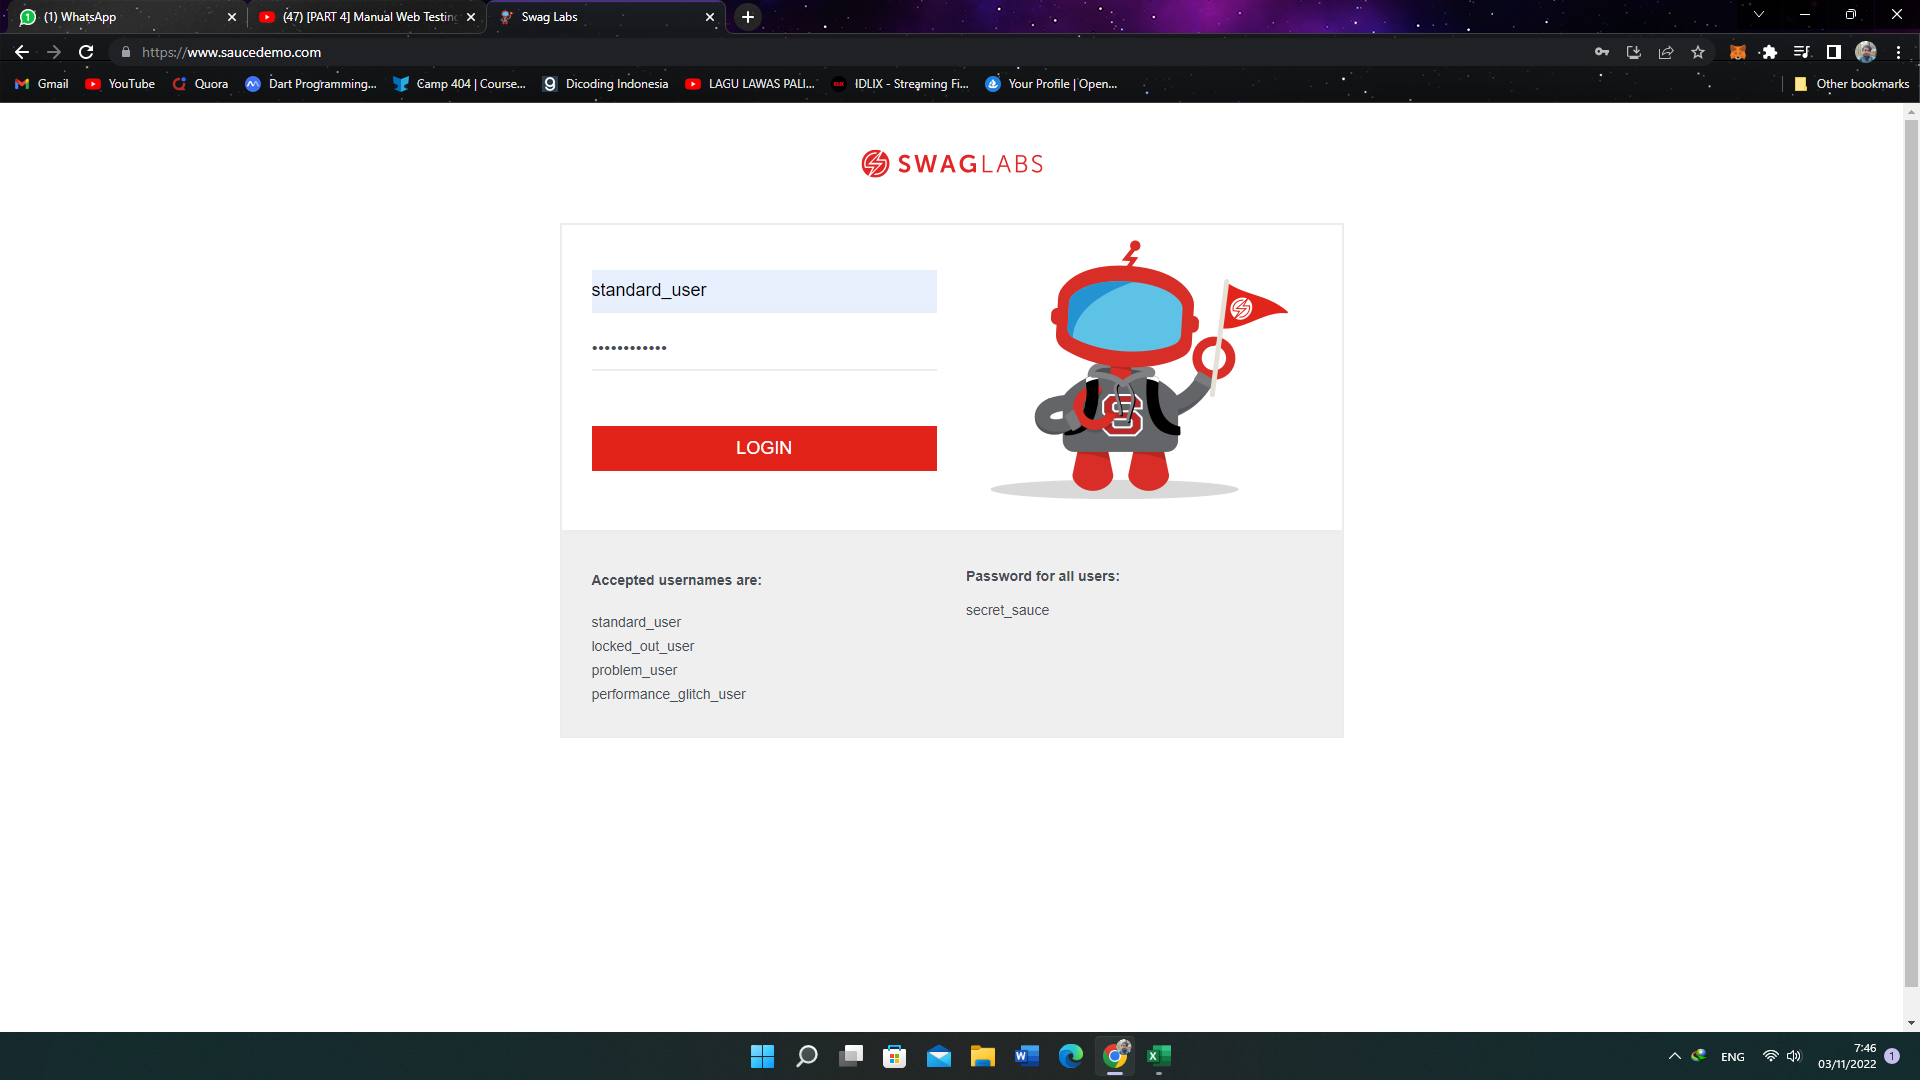 (1) WhatsApp
(47) [PART 4] Manual Web Testing
Swag Labs
https://www.saucedemo.com
Gmail
YouTube
Quora
Dart Programming...
Camp 404 | Course...
Dicoding Indonesia
LAGU LAWAS PALI...
IDLIX - Streaming Fi...
Your Profile | Open...
Other bookmarks
SWAGLABS
standard_user
••••••••••••
LOGIN
Accepted usernames are:
standard_user
locked_out_user
problem_user
performance_glitch_user
Password for all users:
secret_sauce
S
ENG
7:46
03/11/2022
1